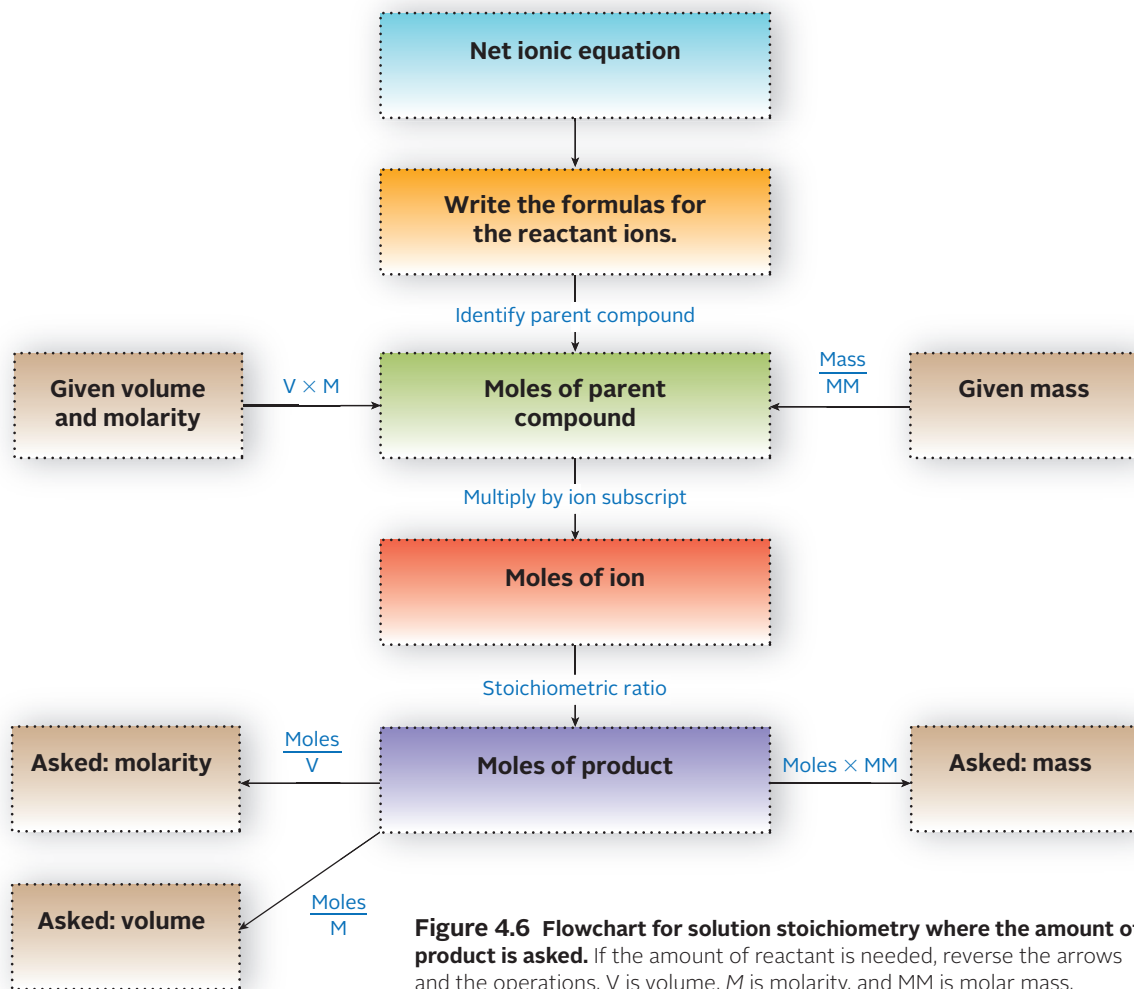 Net ionic equation
Write the formulas for
the reactant ions.
Identify parent compound
Given volume
and molarity
V × M
Moles of parent
compound
Mass
MM
Given mass
Multiply by ion subscript
Moles of ion
Stoichiometric ratio
Asked: molarity
Moles
V
Moles of product
Moles × MM
Asked: mass
Asked: volume
Moles
M
Figure 4.6 Flowchart for solution stoichiometry where the amount
product is asked. If the amount of reactant is needed, reverse the arrows
and the operations. V is volume, M is molarity, and MM is molar mass.